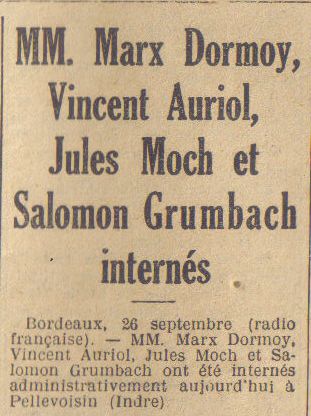 MM. Marx Dormoy,
Vincent Auriol,
Jules Moch et
Salomon Grumbach
internés
Bordeaux, 26 septembre (radio
française). — MM. Marx Dormoy,
Vincent Auriol, Jules Moch et Sa-
lomon Grumbach ont été internés
administrativement aujourd'hui à
Pellevoisin (Indre)